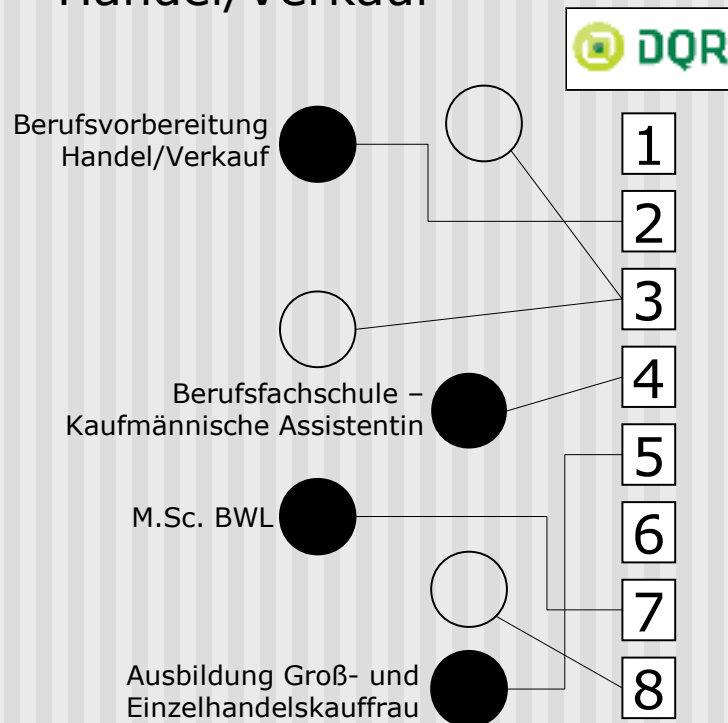 Handel/Verkauf
DQR
Berufsvorbereitung
Handel/Verkauf
1
2
3
4
Berufsfachschule –
Kaufmännische Assistentin
5
M.Sc. BWL
6
7
8
Ausbildung Groß- und
Einzelhandelskauffrau